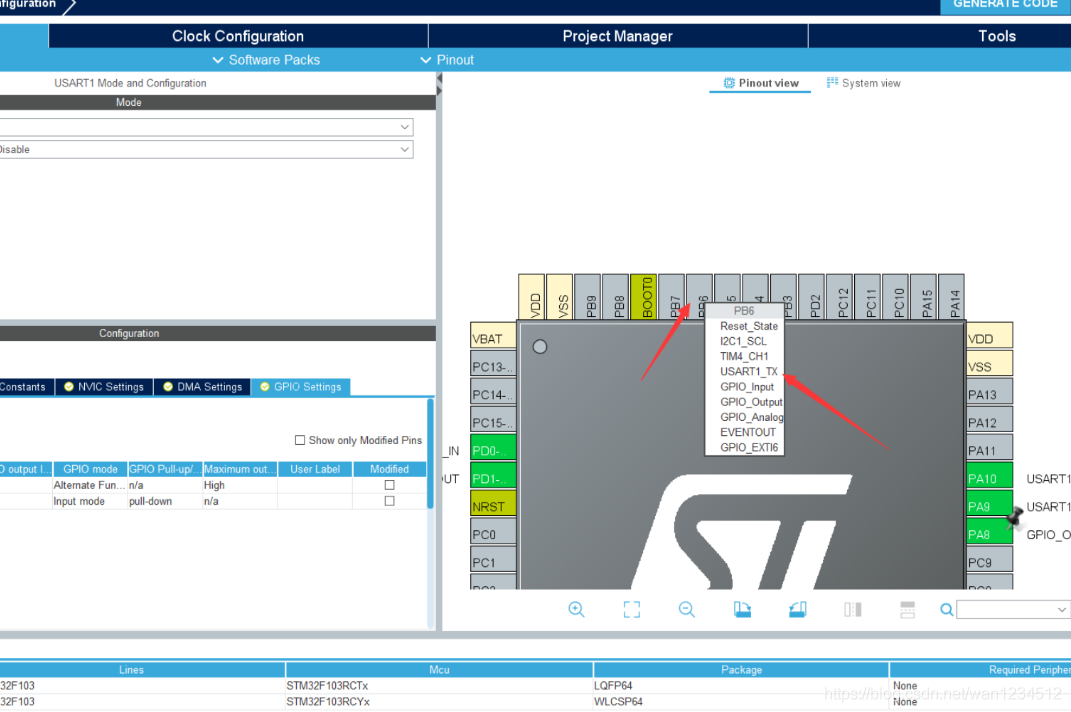 nfiguration
GENERATE CODE
Clock Configuration
Project Manager
Tools
Software Packs
Pinout
USART1 Mode and Configuration
Mode
Disable
Pinout view
System view
Configuration
Constants
NVIC Settings
DMA Settings
GPIO Settings
Show only Modified Pins
O output l...
GPIO mode
GPIO Pull-up/...
Maximum out...
User Label
Modified
Alternate Fun...
n/a
High
Input mode
pull-down
n/a
VDD
VSS
PB9
PB8
BOOT0
PB7
PB3
PD2
PC12
PC11
PC10
PA15
PA14
PB6
Reset_State
I2C1_SCL
TIM4_CH1
USART1_TX
GPIO_Input
GPIO_Output
GPIO_Analog
EVENTOUT
GPIO_EXTI6
VBAT
PC13-..
PC14-..
PC15-..
_IN
PD0-..
OUT
PD1-..
NRST
PC0
PC1
VDD
VSS
PA13
PA12
PA11
PA10
USART1
PA9
USART1
PA8
GPIO_O
PC9
Lines
Mcu
Package
Required Peripher
32F103
STM32F103RCTx
LQFP64
None
32F103
STM32F103RCYx
WLCSP64
None
https://blog.csdn.net/wan1234512